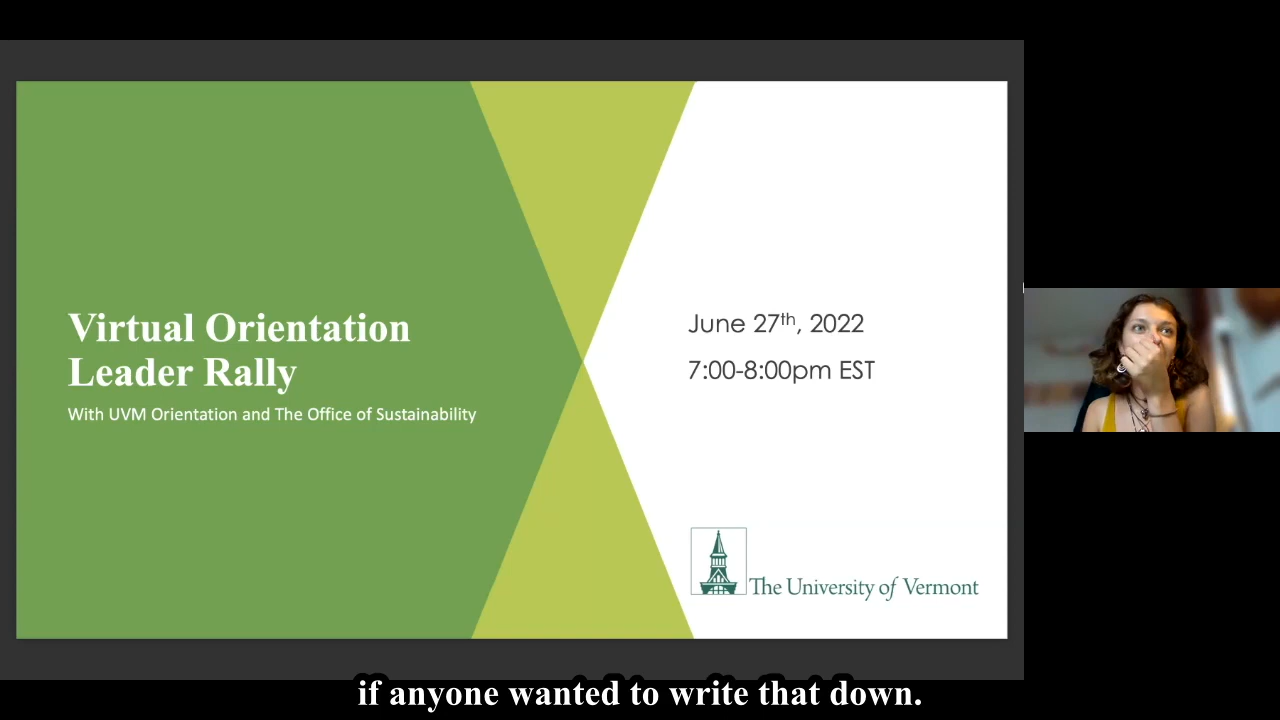 Virtual Orientation
Leader Rally
With UVM Orientation and The Office of Sustainability
June 27th, 2022
7:00-8:00pm EST
The University of Vermont
if anyone wanted to write that down.